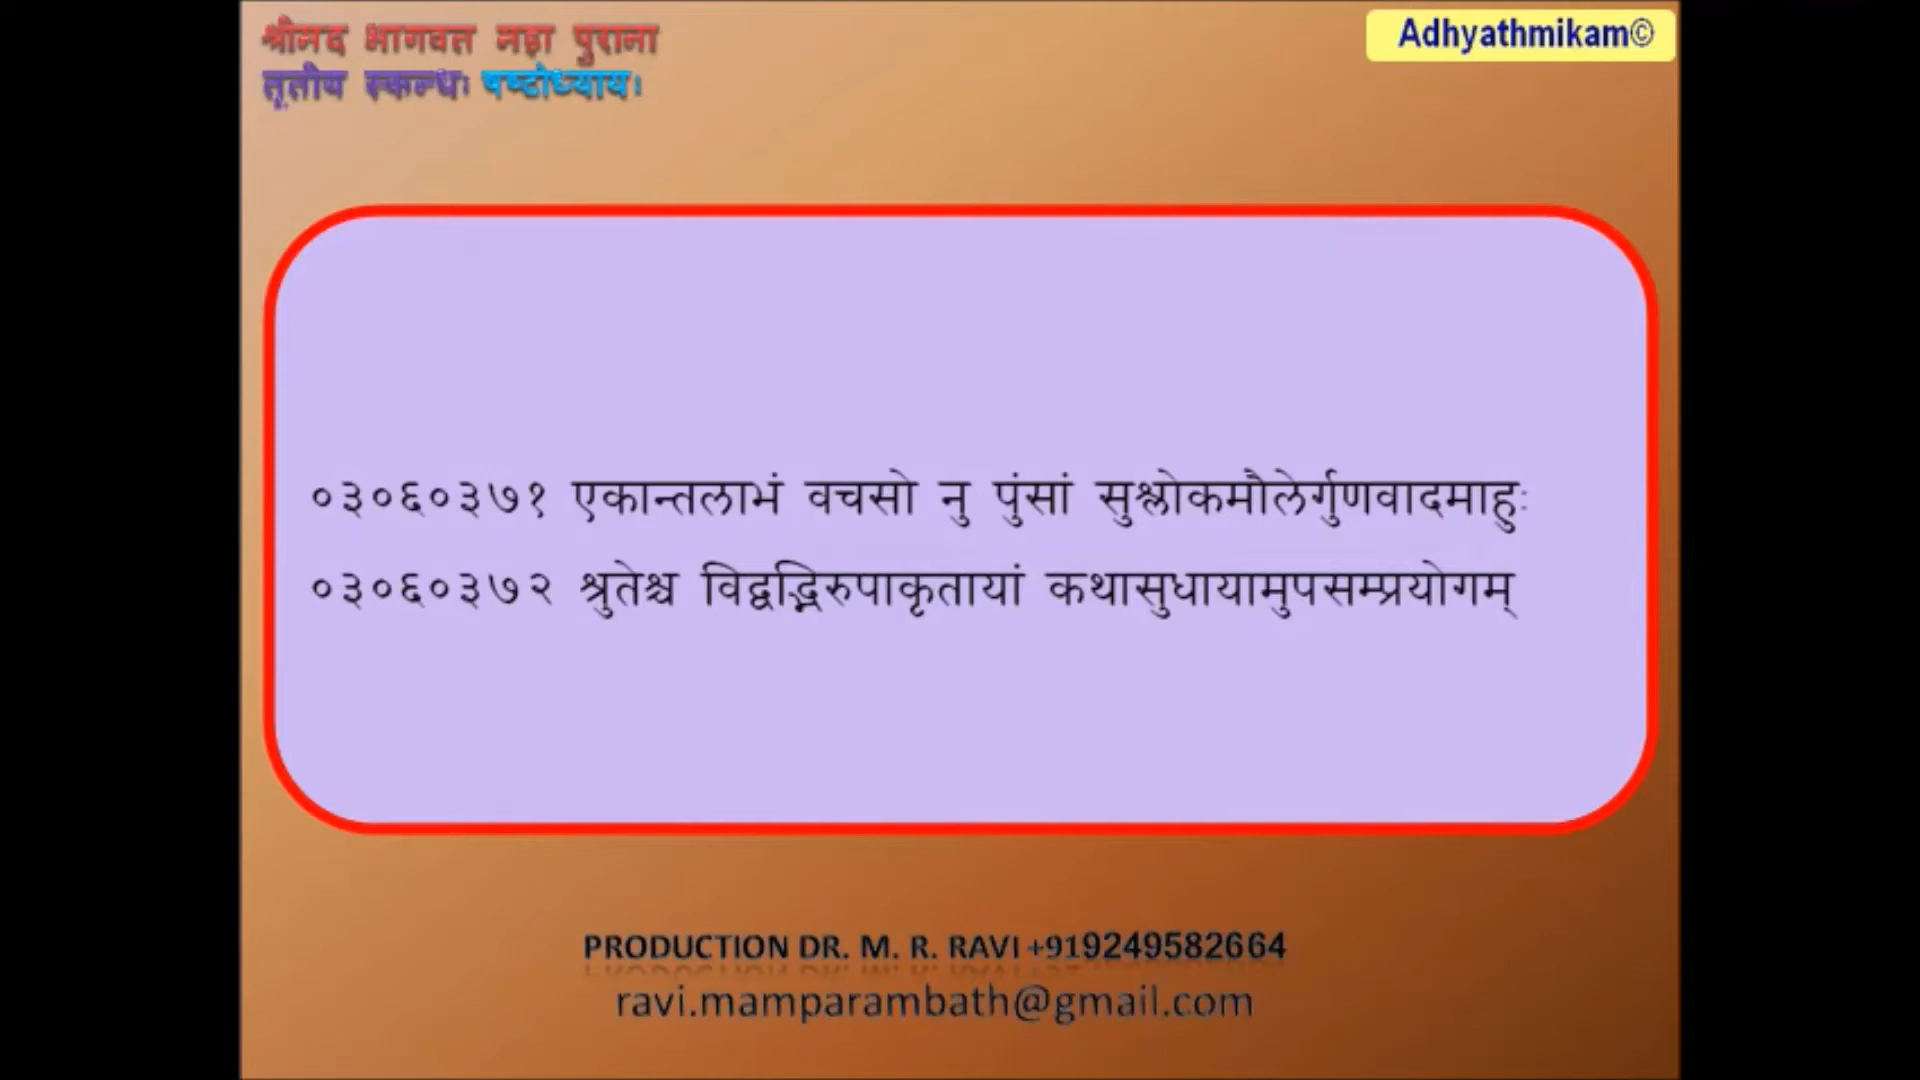 श्रीमद भागवत महा पुराना
तृतीय स्कन्धः षष्टोध्यायः
Adhyathmikam©
०३०६०३७१ एकान्तलाभं वचसो नु पुंसां सुश्लोकमौलेर्गुणवादमाहुः
०३०६०३७२ श्रुतेश्च विद्वद्भिरुपाकृतायां कथासुधायामुपसम्प्रयोगम्
PRODUCTION DR. M. R. RAVI +919249582664
ravi.mamparambath@gmail.com